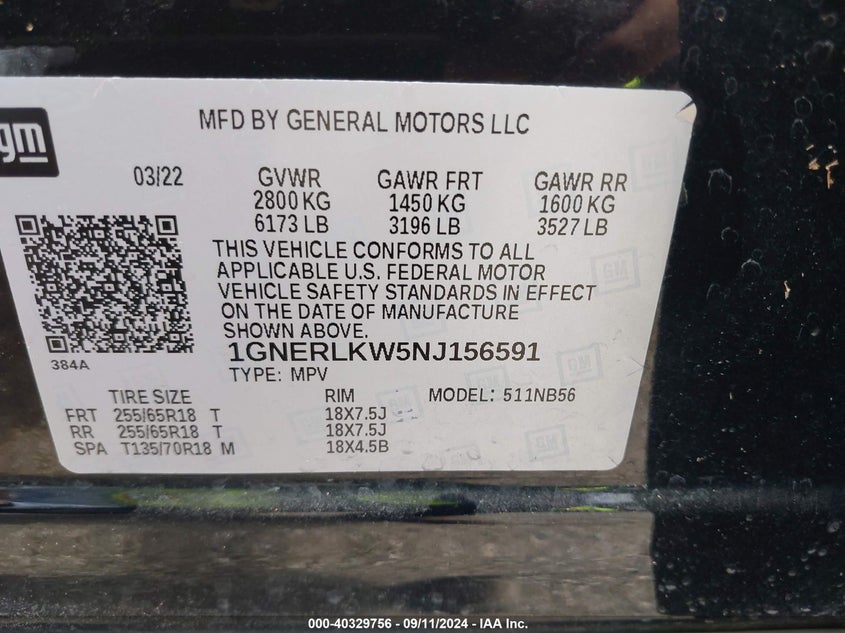 gm
MFD BY GENERAL MOTORS LLC
03/22 GVWR GAWR FRT GAWR RR
2800 KG 1450 KG 1600 KG
6173 LB 3196 LB 3527 LB
THIS VEHICLE CONFORMS TO ALL
APPLICABLE U.S. FEDERAL MOTOR
VEHICLE SAFETY STANDARDS IN EFFECT
ON THE DATE OF MANUFACTURE
SHOWN ABOVE.
1GNERLKW5NJ156591
384A
TYPE: MPV
TIRE SIZE RIM MODEL: 511NB56
FRT 255/65R18 T 18X7.5J
RR 255/65R18 T 18X7.5J
SPA T135/70R18 M 18X4.5B
000-40329756 - 09/11/2024 - IAA Inc.